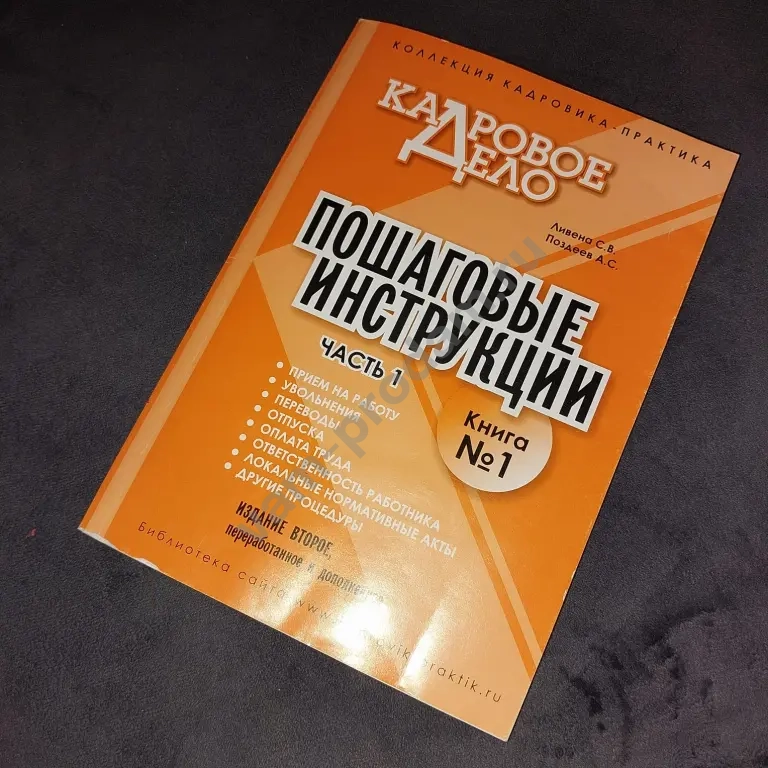 КОЛЛЕКЦИЯ КАДРОВИКА-ПРАКТИКА
КАДРОВОЕ
ДЕЛО
Ливена С.В.
Поздеев Д.С.
ПОШАГОВЫЕ
ИНСТРУКЦИИ
ЧАСТЬ 1
Книга
№1
• ПРИЕМ НА РАБОТУ
• УВОЛЬНЕНИЯ
• ПЕРЕВОДЫ
• ОТПУСКА
• ОПЛАТА ТРУДА
• ОТВЕТСТВЕННОСТЬ РАБОТНИКА
• ЛОКАЛЬНЫЕ НОРМАТИВНЫЕ АКТЫ
• ДРУГИЕ ПРОЦЕДУРЫ
ИЗДАНИЕ ВТОРОЕ,
переработанное и
Библиотека сайта